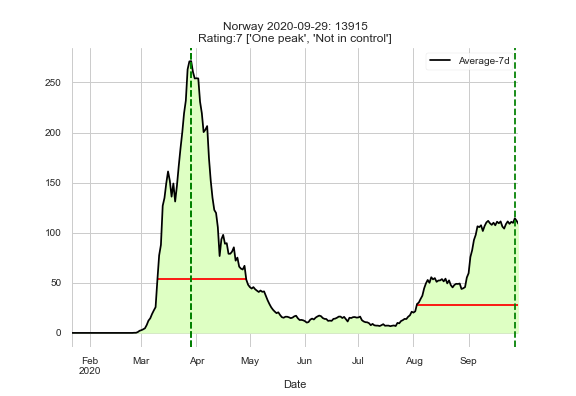 Norway 2020-09-29: 13915
Rating:7 ['One peak', 'Not in control']
Average-7d
250
200
150
100
50
0
Feb Mar Apr May Jun Jul Aug Sep
2020
Date